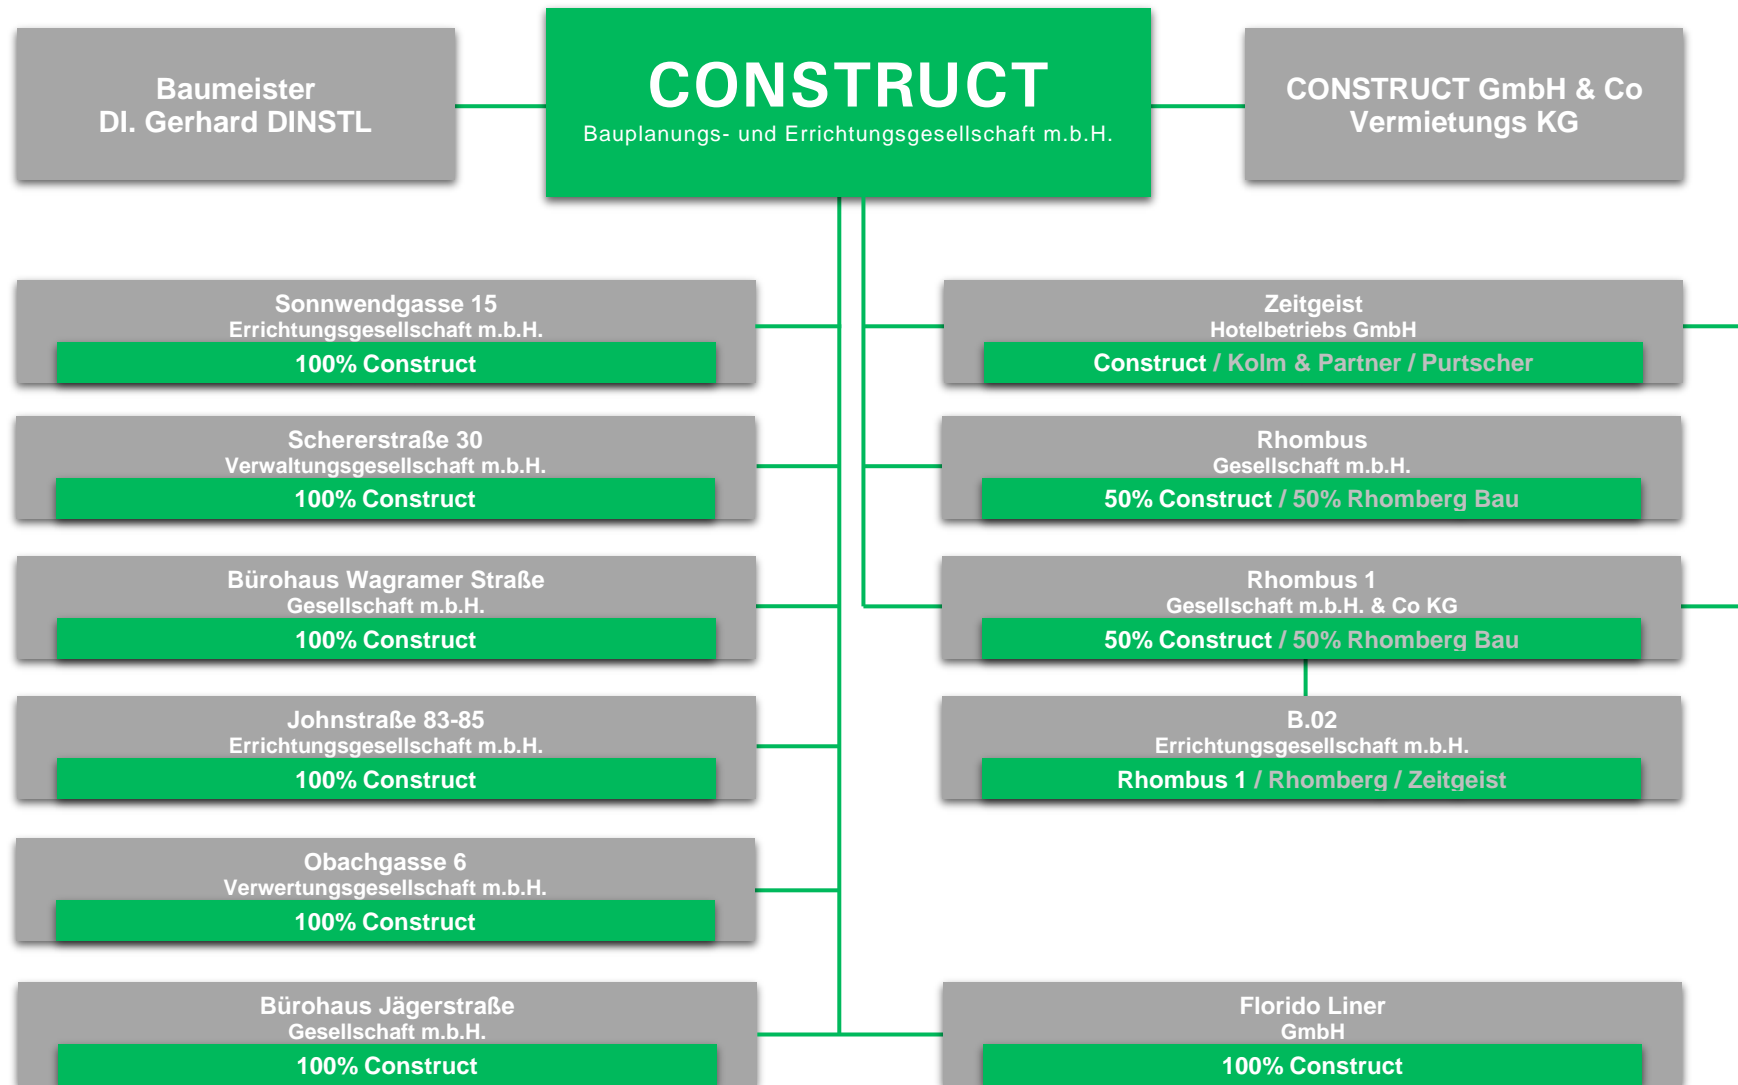 Baumeister
DI. Gerhard DINSTL
CONSTRUCT
Bauplanungs- und Errichtungsgesellschaft m.b.H.
CONSTRUCT GmbH & Co
Vermietungs KG
Sonnwendgasse 15
Errichtungsgesellschaft m.b.H.
100% Construct
Zeitgeist
Hotelbetriebs GmbH
Construct / Kolm & Partner / Purtscher
Schererstraße 30
Verwaltungsgesellschaft m.b.H.
100% Construct
Rhombus
Gesellschaft m.b.H.
50% Construct / 50% Rhomberg Bau
Bürohaus Wagramer Straße
Gesellschaft m.b.H.
100% Construct
Rhombus 1
Gesellschaft m.b.H. & Co KG
50% Construct / 50% Rhomberg Bau
Johnstraße 83-85
Errichtungsgesellschaft m.b.H.
100% Construct
B.02
Errichtungsgesellschaft m.b.H.
Rhombus 1 / Rhomberg / Zeitgeist
Obachgasse 6
Verwertungsgesellschaft m.b.H.
100% Construct
Bürohaus Jägerstraße
Gesellschaft m.b.H.
100% Construct
Florido Liner
GmbH
100% Construct